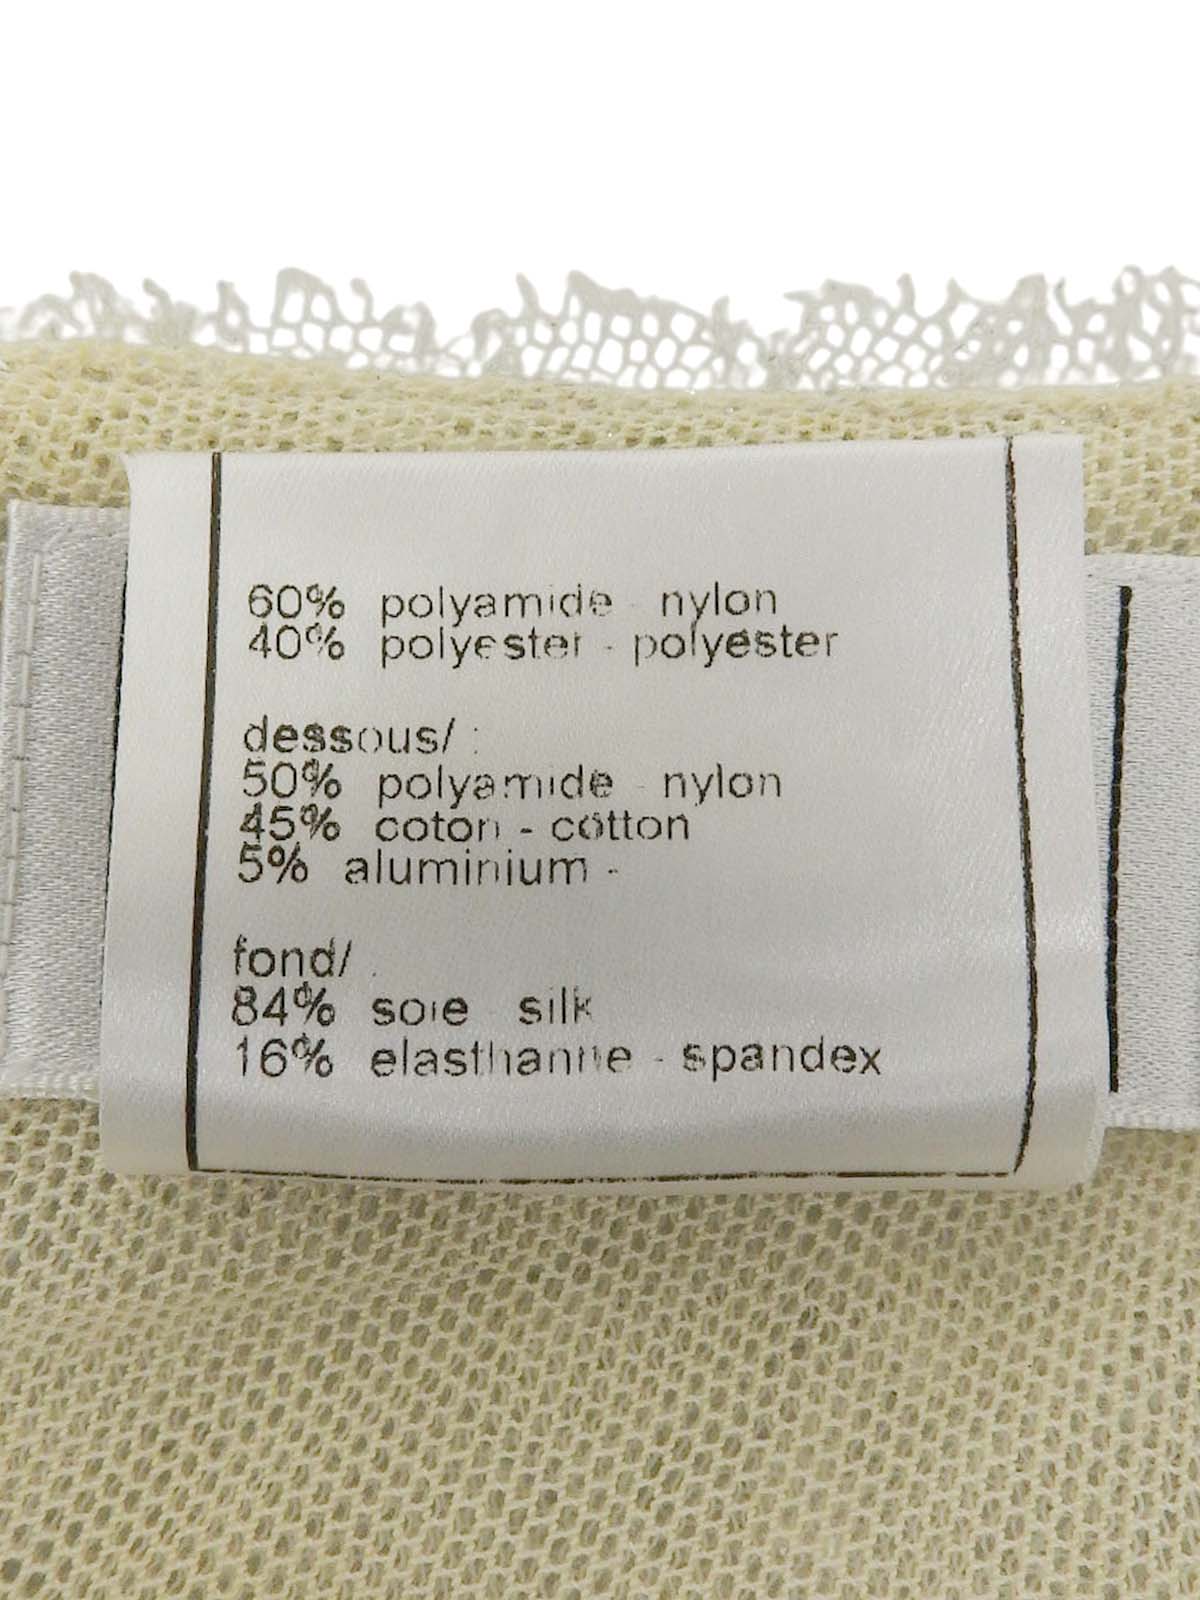 60% polyamide - nylon
40% polyester - polyester
dessous/ :
50% polyamide - nylon
45% coton - cotton
5% aluminium -
fond/ :
84% soie - silk
16% elasthanne - spandex